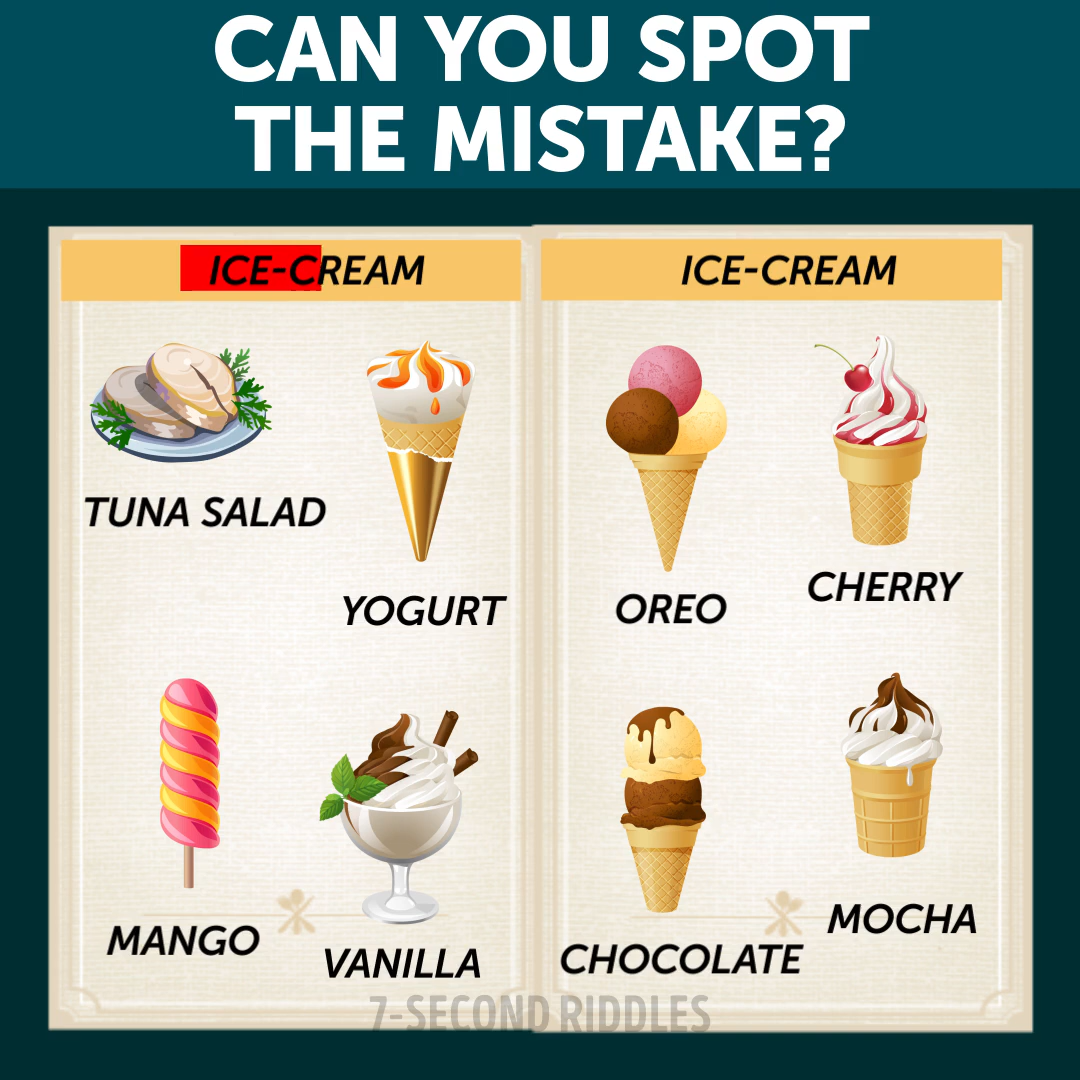 CAN YOU SPOT
THE MISTAKE?
ICE-CREAM
TUNA SALAD
YOGURT
MANGO
VANILLA
ICE-CREAM
OREO
CHERRY
CHOCOLATE
MOCHA
7-SECOND RIDDLES